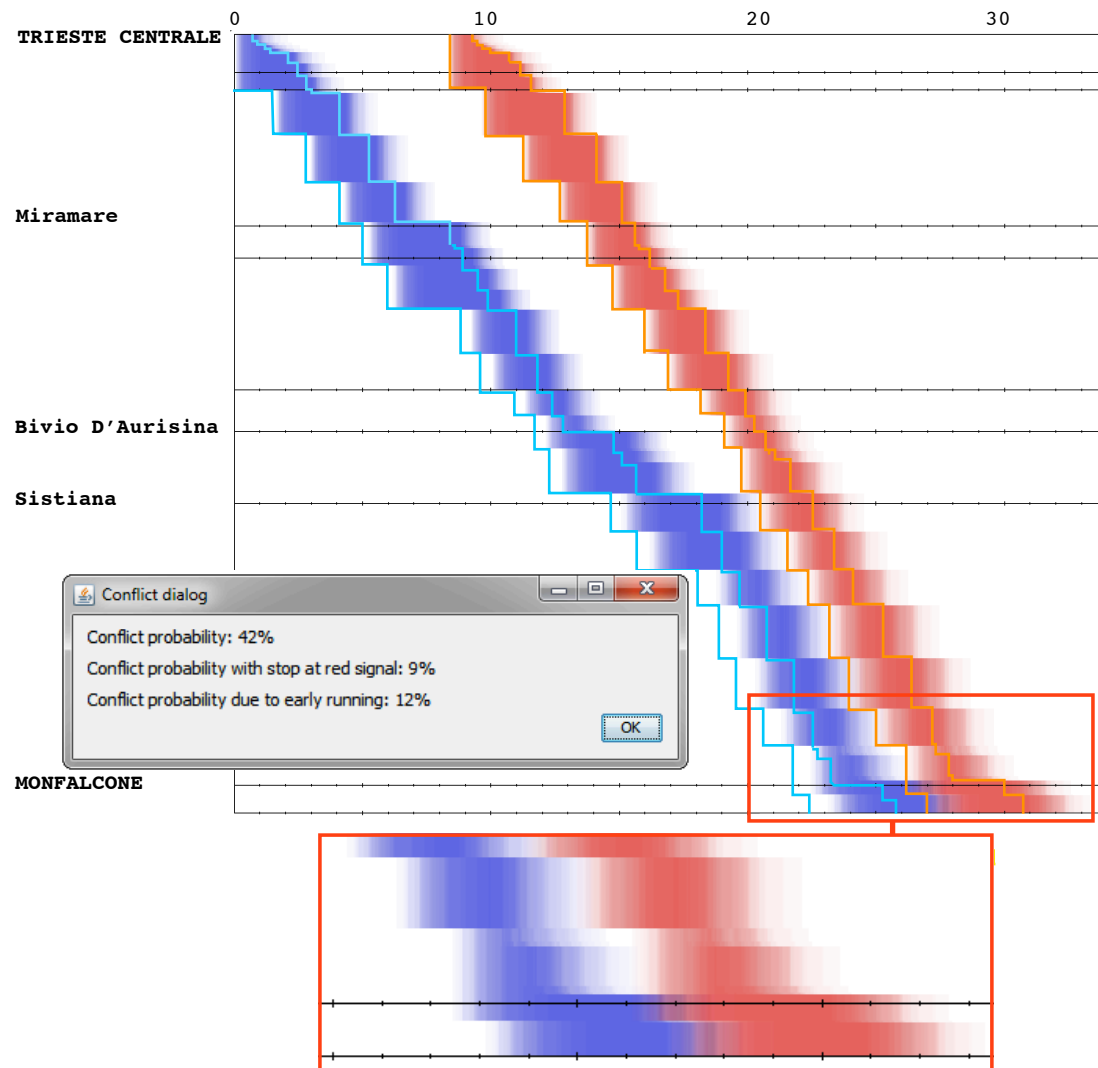 0 10 20 30
TRIESTE CENTRALE
Miramare
Bivio D'Aurisina
Sistiana
Conflict dialog
Conflict probability: 42%
Conflict probability with stop at red signal: 9%
Conflict probability due to early running: 12%
OK
MONFALCONE